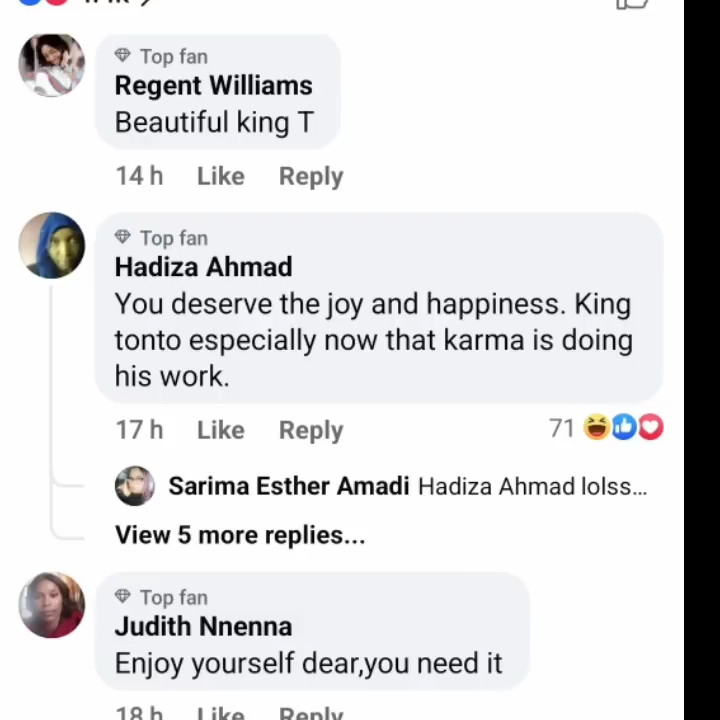 Top fan
Regent Williams
Beautiful king T
14 h Like Reply
Top fan
Hadiza Ahmad
You deserve the joy and happiness. King
tonto especially now that karma is doing
his work.
17 h Like Reply 71
Sarima Esther Amadi Hadiza Ahmad lolss...
View 5 more replies...
Top fan
Judith Nnenna
Enjoy yourself dear,you need it
18 h Like Reply